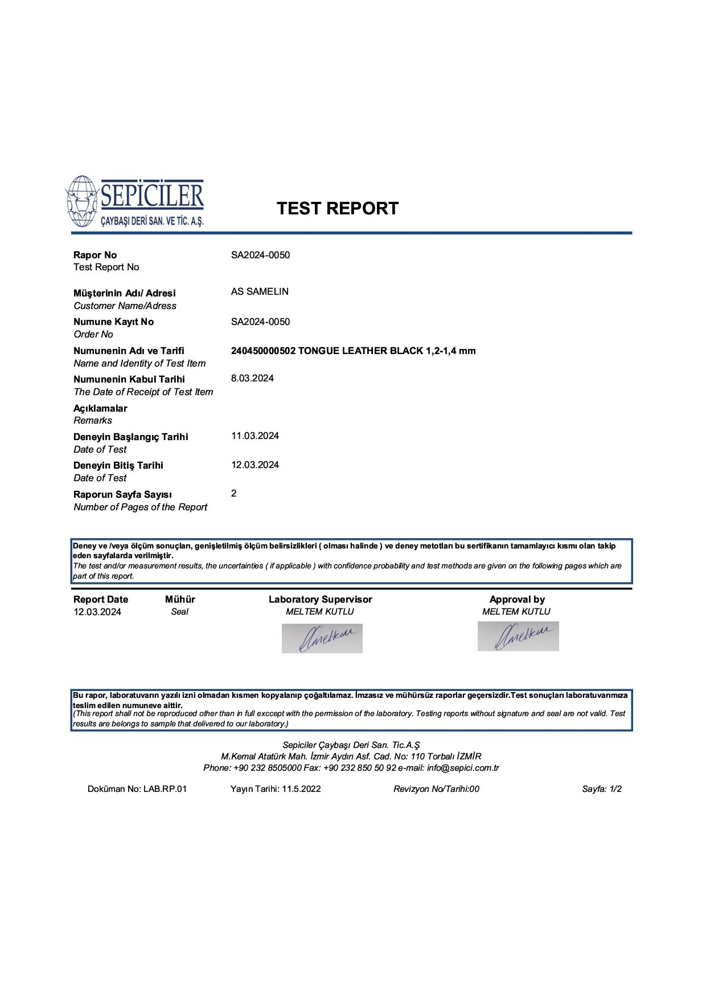 SEPİCİLER
ÇAYBAŞI DERİ SAN. VE TİC. A.Ş.
TEST REPORT
Rapor No SA2024-0050
Test Report No
Müşterinin Adı/ Adresi AS SAMELIN
Customer Name/Adress
Numune Kayıt No SA2024-0050
Order No
Numunenin Adı ve Tarifi 240450000502 TONGUE LEATHER BLACK 1,2-1,4 mm
Name and Identity of Test Item
Numunenin Kabul Tarihi 8.03.2024
The Date of Receipt of Test Item
Açıklamalar
Remarks
Deneyin Başlangıç Tarihi 11.03.2024
Date of Test
Deneyin Bitiş Tarihi 12.03.2024
Date of Test
Raporun Sayfa Sayısı 2
Number of Pages of the Report
Deney ve /veya ölçüm sonuçları, genişletilmiş ölçüm belirsizlikleri ( olması halinde ) ve deney metotları bu sertifikanın tamamlayıcı kısmı olan takip
eden sayfalarda verilmiştir.
The test and/or measurement results, the uncertainties ( if applicable ) with confidence probability and test methods are given on the following pages which are
part of this report.
Report Date Mühür Laboratory Supervisor Approval by
12.03.2024 Seal MELTEM KUTLU MELTEM KUTLU
Bu rapor, laboratuvarın yazılı izni olmadan kısmen kopyalanıp çoğaltılamaz. İmzasız ve mühürsüz raporlar geçersizdir.Test sonuçları laboratuvarımıza
teslim edilen numuneve aittir.
(This report shall not be reproduced other than in full exccept with the permission of the laboratory. Testing reports without signature and seal are not valid. Test
results are belongs to sample that delivered to our laboratory.)
Sepiciler Çaybaşı Deri San. Tic.A.Ş
M.Kemal Atatürk Mah. İzmir Aydın Asf. Cad. No: 110 Torbalı İZMİR
Phone: +90 232 8505000 Fax: +90 232 850 50 92 e-mail: info@sepici.com.tr
Doküman No: LAB.RP.01 Yayın Tarihi: 11.5.2022 Revizyon No/Tarihi:00 Sayfa: 1/2